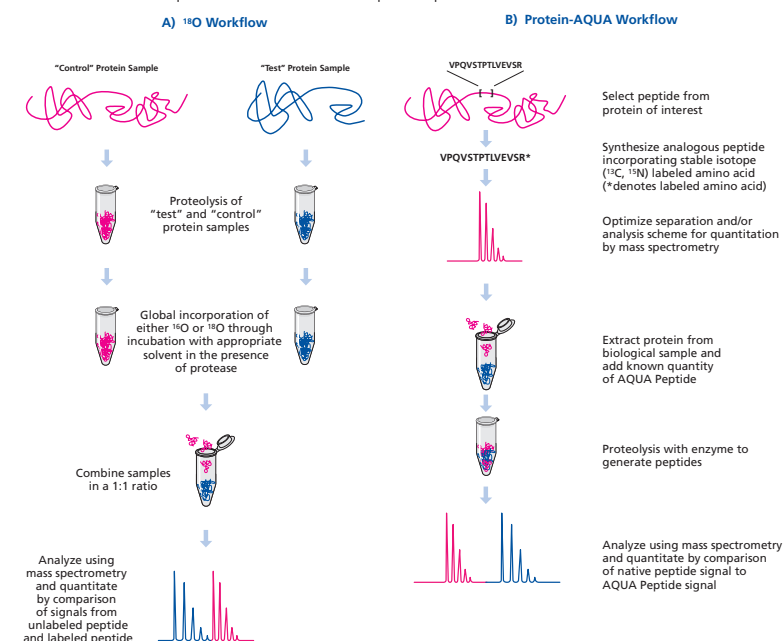 A) ¹⁸O Workflow
"Control" Protein Sample
"Test" Protein Sample
Proteolysis of
"test" and "control"
protein samples
Global incorporation of
either ¹⁶O or ¹⁸O through
incubation with appropriate
solvent in the presence
of protease
Combine samples
in a 1:1 ratio
Analyze using
mass spectrometry
and quantitate
by comparison
of signals from
unlabeled peptide
and labeled peptide
B) Protein-AQUA Workflow
VPQVSTPTLVEVSR
[ ]
Select peptide from
protein of interest
VPQVSTPTLVEVSR*
Synthesize analogous peptide
incorporating stable isotope
(¹³C, ¹⁵N) labeled amino acid
(*denotes labeled amino acid)
Optimize separation and/or
analysis scheme for quantitation
by mass spectrometry
Extract protein from
biological sample and
add known quantity
of AQUA Peptide
Proteolysis with enzyme to
generate peptides
Analyze using mass spectrometry
and quantitate by comparison
of native peptide signal to
AQUA Peptide signal